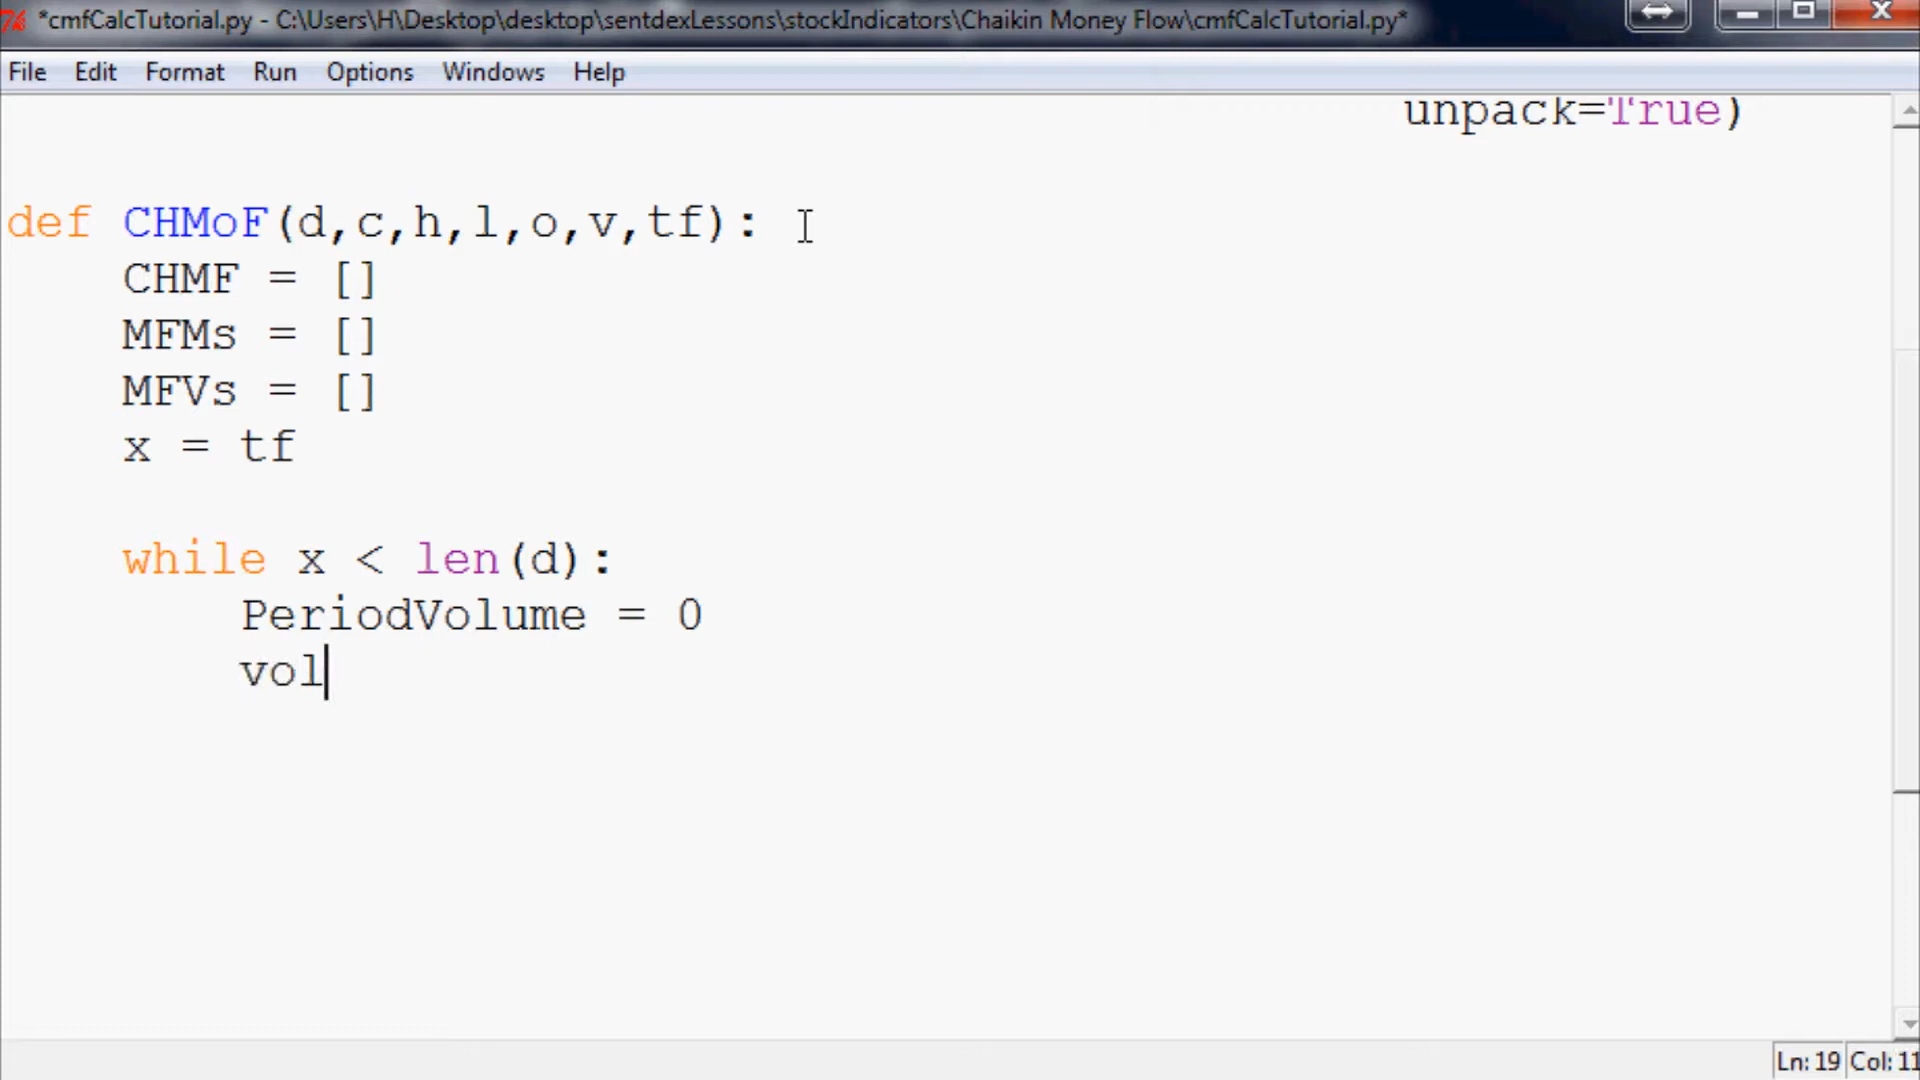 *cmfCalcTutorial.py - C:\Users\H\Desktop\desktop\sentdexLessons\stockIndicators\Chaikin Money Flow\cmfCalcTutorial.py*
File Edit Format Run Options Windows Help
unpack=True)
def CHMoF(d,c,h,l,o,v,tf):
CHMF = []
MFMs = []
MFVs = []
x = tf
while x < len(d):
PeriodVolume = 0
vol
Ln: 19 Col: 11